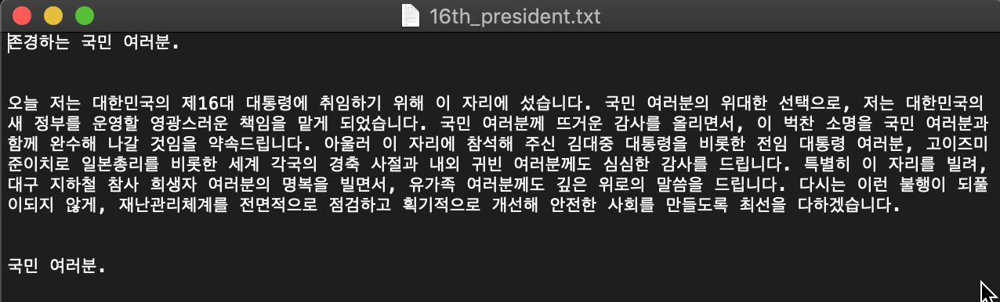 16th_president.txt
존경하는 국민 여러분.
오늘 저는 대한민국의 제16대 대통령에 취임하기 위해 이 자리에 섰습니다. 국민 여러분의 위대한 선택으로, 저는 대한민국의
새 정부를 운영할 영광스러운 책임을 맡게 되었습니다. 국민 여러분께 뜨거운 감사를 올리면서, 이 벅찬 소명을 국민 여러분과
함께 완수해 나갈 것임을 약속드립니다. 아울러 이 자리에 참석해 주신 김대중 대통령을 비롯한 전임 대통령 여러분, 고이즈미
준이치로 일본총리를 비롯한 세계 각국의 경축 사절과 내외 귀빈 여러분께도 심심한 감사를 드립니다. 특별히 이 자리를 빌려,
대구 지하철 참사 희생자 여러분의 명복을 빌면서, 유가족 여러분께도 깊은 위로의 말씀을 드립니다. 다시는 이런 불행이 되풀
이되지 않게, 재난관리체계를 전면적으로 점검하고 획기적으로 개선해 안전한 사회를 만들도록 최선을 다하겠습니다.
국민 여러분.